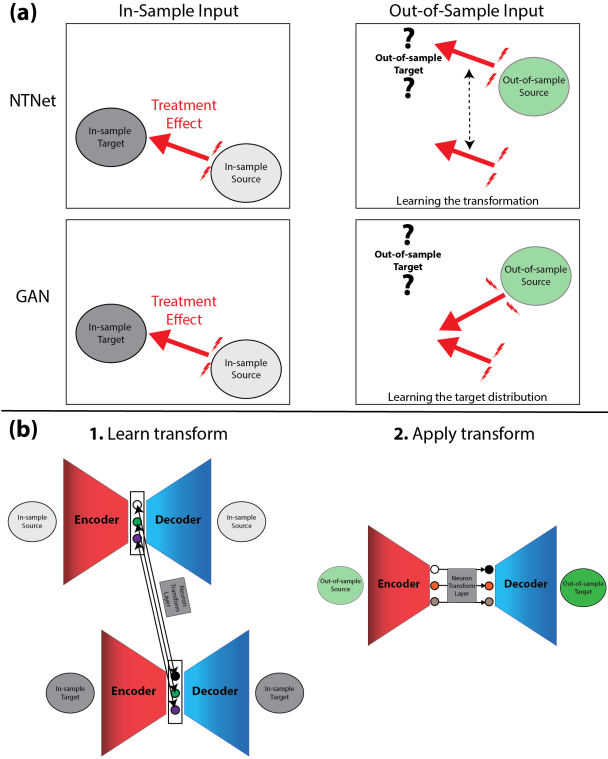 (a)
In-Sample Input
Out-of-Sample Input
NTNet
In-sample
Target
Treatment
Effect
In-sample
Source
?
Out-of-sample
Target
?
Out-of-sample
Source
Learning the transformation
GAN
In-sample
Target
Treatment
Effect
In-sample
Source
?
Out-of-sample
Target
?
Out-of-sample
Source
Learning the target distribution
(b)
1. Learn transform
2. Apply transform
In-sample
Source
Encoder
Decoder
In-sample
Source
Neuron
Transform
Layer
In-sample
Target
Encoder
Decoder
In-sample
Target
Out-of-sample
Source
Encoder
Neuron
Transform
Layer
Decoder
Out-of-sample
Target